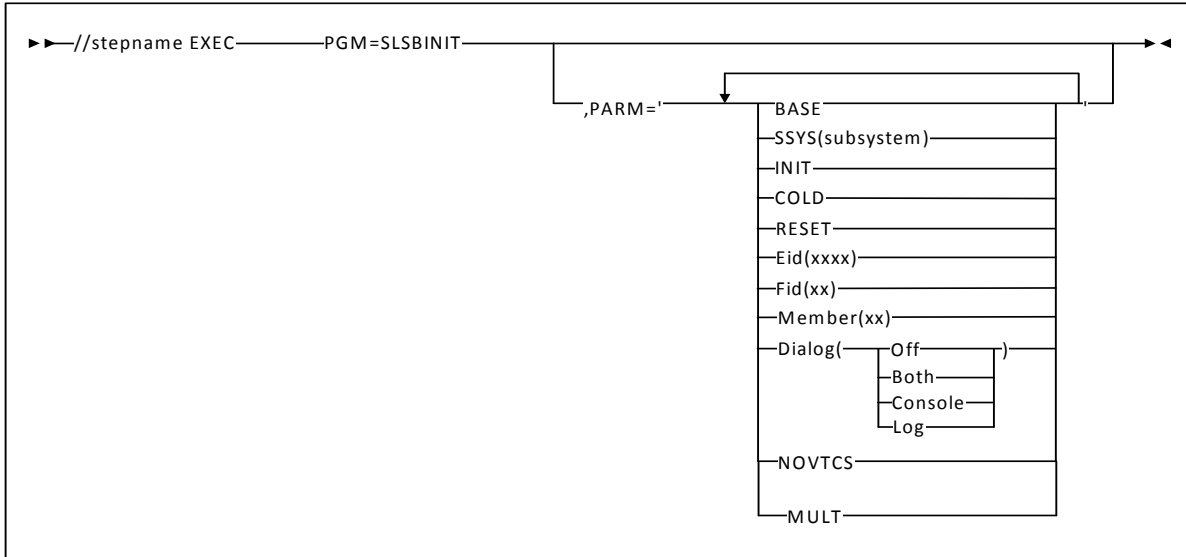 //stepname EXEC PGM=SLSBINIT
,PARM=' BASE '
SSYS(subsystem)
INIT
COLD
RESET
Eid(xxxx)
Fid(xx)
Member(xx)
Dialog( Off )
Both
Console
Log
NOVTCS
MULT